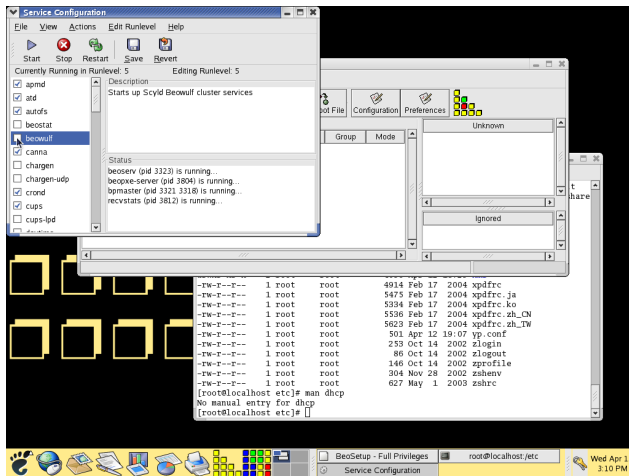 Service Configuration
File View Actions Edit Runlevel Help
Start Stop Restart Save Revert
Currently Running in Runlevel: 5 Editing Runlevel: 5
apmd
atd
autofs
beostat
beowulf
canna
chargen
chargen-udp
crond
cups
cups-lpd
Description
Starts up Scyld Beowulf cluster services
Status
beoserv (pid 3323) is running...
beopxe-server (pid 3804) is running...
bpmaster (pid 3321 3318) is running...
recvstats (pid 3812) is running...
File Configuration Preferences
Group Mode
Unknown
Ignored
4914 Feb 17 2004 xpdfrc
-rw-r--r-- 1 root root 5475 Feb 17 2004 xpdfrc.ja
-rw-r--r-- 1 root root 5334 Feb 17 2004 xpdfrc.ko
-rw-r--r-- 1 root root 5536 Feb 17 2004 xpdfrc.zh_CN
-rw-r--r-- 1 root root 5623 Feb 17 2004 xpdfrc.zh_TW
-rw-r--r-- 1 root root 501 Apr 12 19:07 yp.conf
-rw-r--r-- 1 root root 253 Oct 14 2002 zlogin
-rw-r--r-- 1 root root 86 Oct 14 2002 zlogout
-rw-r--r-- 1 root root 146 Oct 14 2002 zprofile
-rw-r--r-- 1 root root 304 Nov 28 2002 zshenv
-rw-r--r-- 1 root root 627 May 1 2003 zshrc
[root@localhost etc]# man dhcp
No manual entry for dhcp
[root@localhost etc]#
BeoSetup - Full Privileges
root@localhost:/etc
Service Configuration
Wed Apr 1
3:10 PM